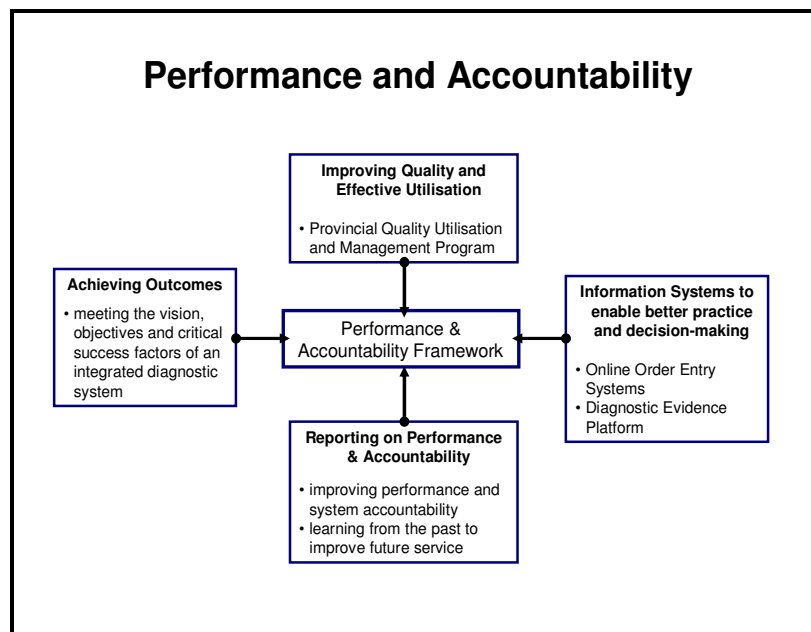 Performance and Accountability
Improving Quality and
Effective Utilisation
• Provincial Quality Utilisation
and Management Program
Achieving Outcomes
• meeting the vision,
objectives and critical
success factors of an
integrated diagnostic
system
Performance &
Accountability Framework
Information Systems to
enable better practice
and decision-making
• Online Order Entry
Systems
• Diagnostic Evidence
Platform
Reporting on Performance
& Accountability
• improving performance and
system accountability
• learning from the past to
improve future service